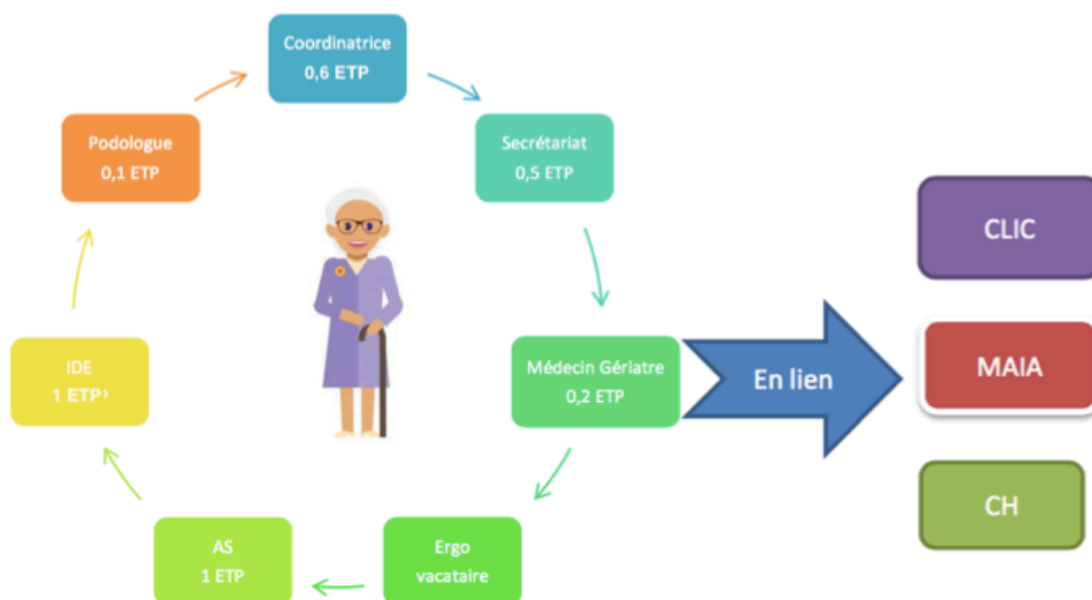 Coordinatrice
0,6 ETP
Secrétariat
0,5 ETP
Médecin Gériatre
0,2 ETP
Ergo
vacataire
AS
1 ETP
IDE
1 ETP›
Podologue
0,1 ETP
En lien
CLIC
MAIA
CH